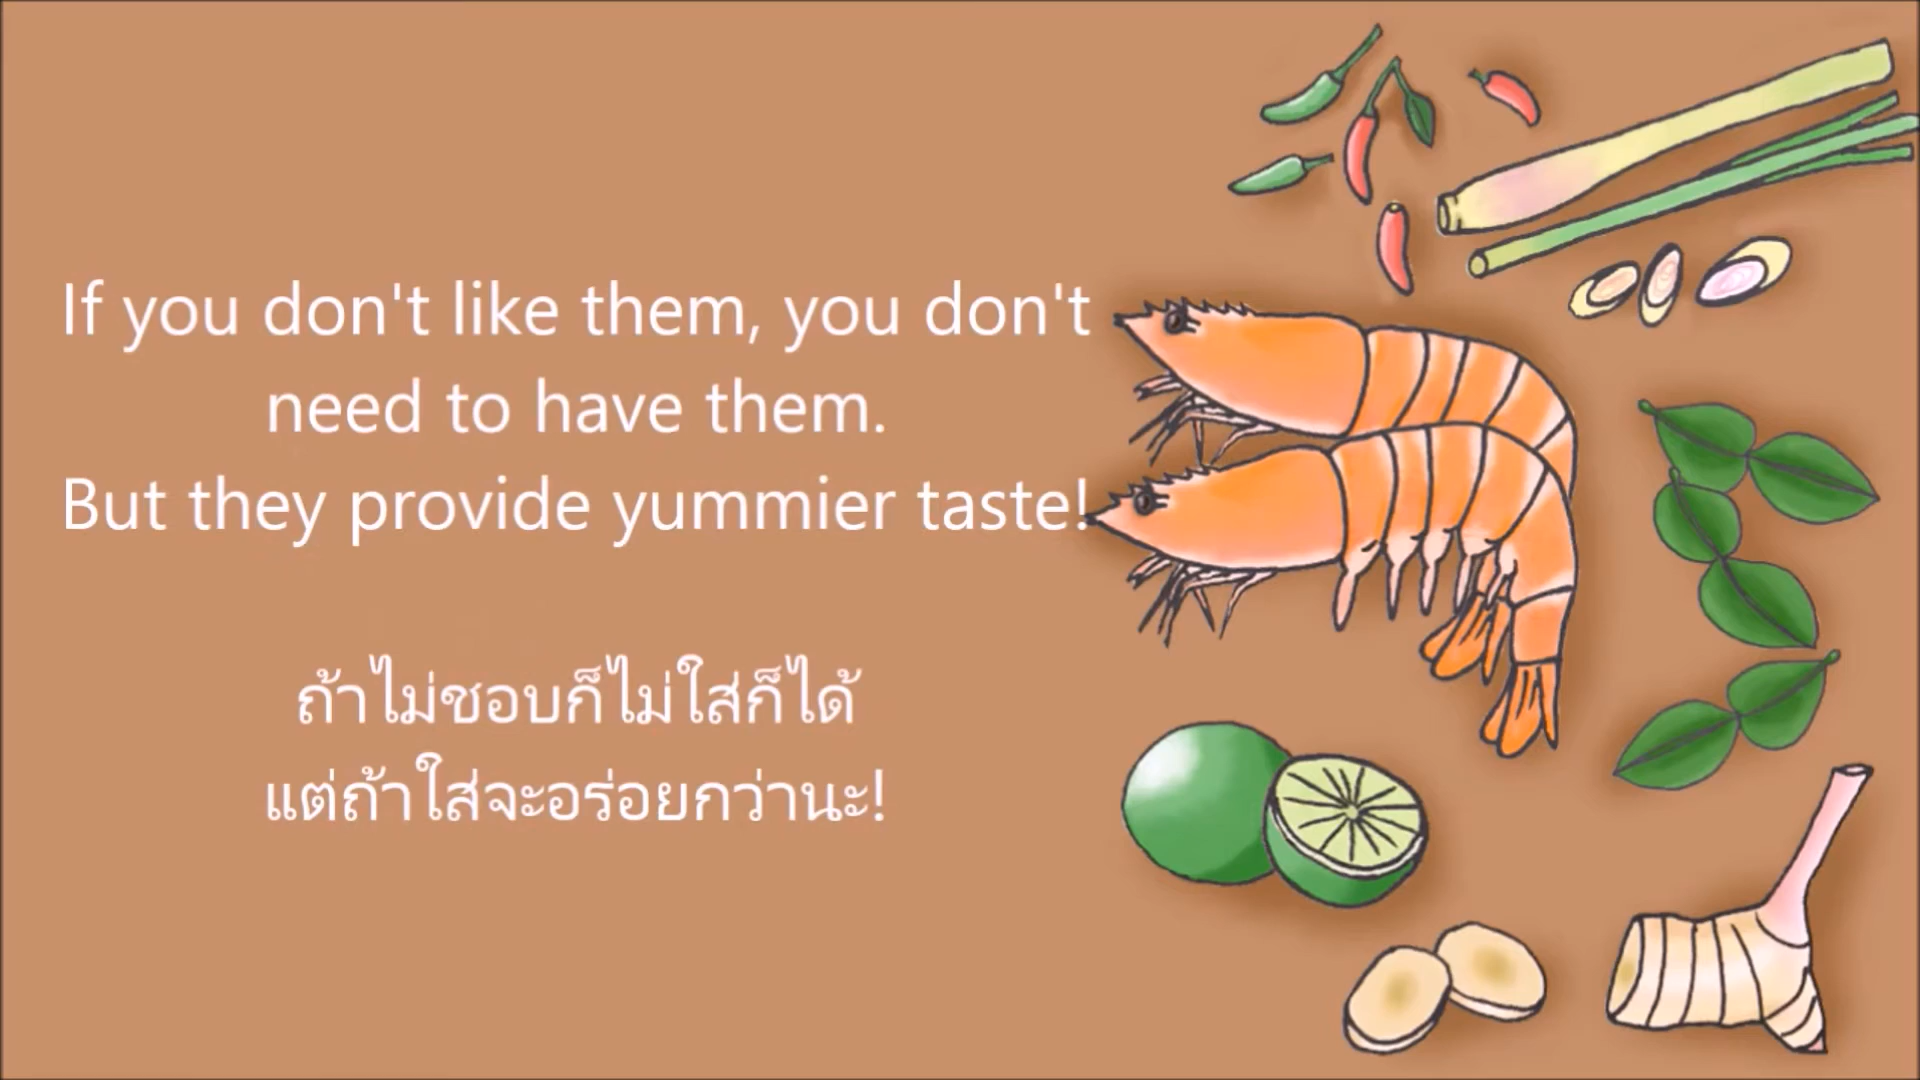 If you don't like them, you don't
need to have them.
But they provide yummier taste!
ถ้าไม่ชอบก็ไม่ใส่ก็ได้
แต่ถ้าใส่จะอร่อยกว่านะ!